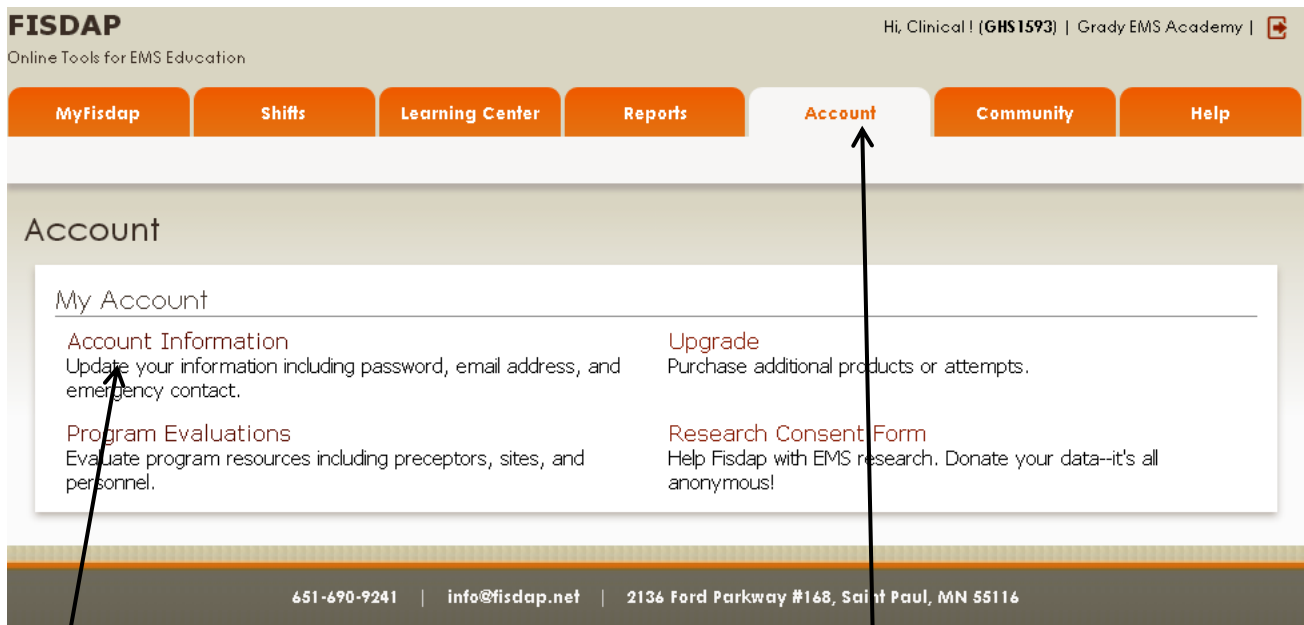 FISDAP
Hi, Clinical ! (GHS1593) | Grady EMS Academy |
Online Tools for EMS Education
MyFisdap Shifts Learning Center Reports Account Community Help
Account
My Account
Account Information
Update your information including password, email address, and
emergency contact.
Upgrade
Purchase additional products or attempts.
Program Evaluations
Evaluate program resources including preceptors, sites, and
personnel.
Research Consent Form
Help Fisdap with EMS research. Donate your data--it's all
anonymous!
651-690-9241 | info@fisdap.net | 2136 Ford Parkway #168, Saint Paul, MN 55116